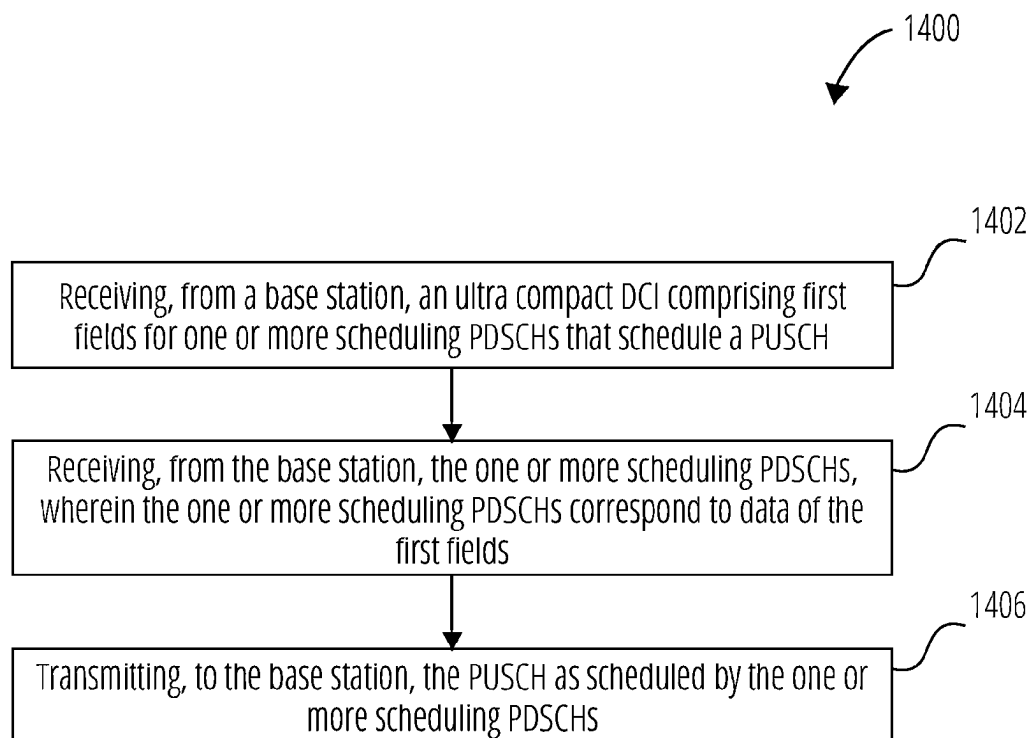 1400
1402
Receiving, from a base station, an ultra compact DCI comprising first
fields for one or more scheduling PDSCHs that schedule a PUSCH
1404
Receiving, from the base station, the one or more scheduling PDSCHs,
wherein the one or more scheduling PDSCHs correspond to data of the
first fields
1406
Transmitting, to the base station, the PUSCH as scheduled by the one or
more scheduling PDSCHs